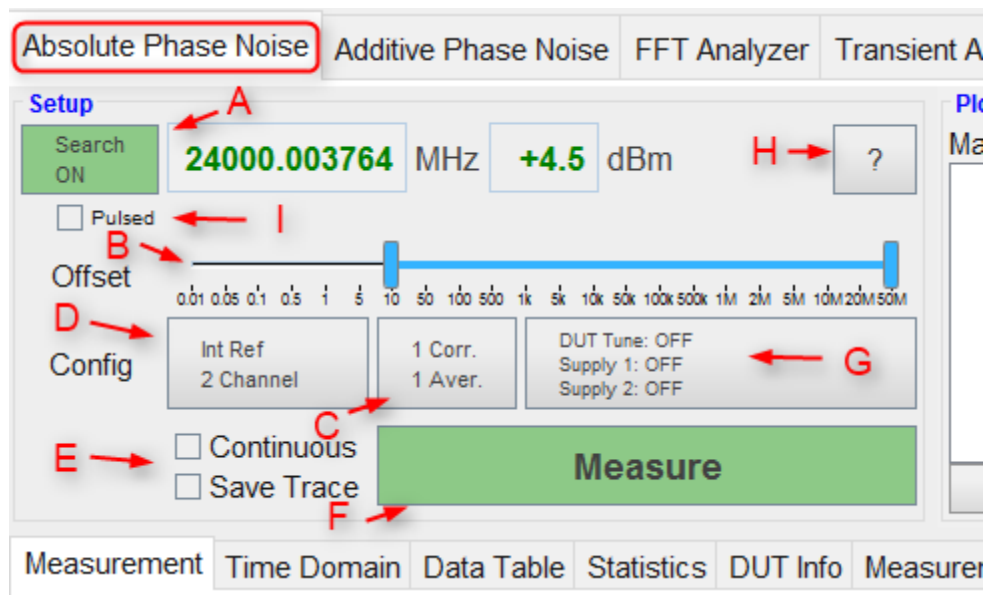 Absolute Phase Noise Additive Phase Noise FFT Analyzer Transient A
Setup
A
Search
ON
24000.003764 MHz +4.5 dBm
H
?
Ma
Pulsed
I
B
Offset
0.01 0.05 0.1 0.5 1 5 10 50 100 500 1k 5k 10k 50k 100k 500k 1M 2M 5M 10M 20M 50M
D
Config
Int Ref
2 Channel
1 Corr.
1 Aver.
DUT Tune: OFF
Supply 1: OFF
Supply 2: OFF
G
C
E
Continuous
Save Trace
Measure
F
Measurement Time Domain Data Table Statistics DUT Info Measurem